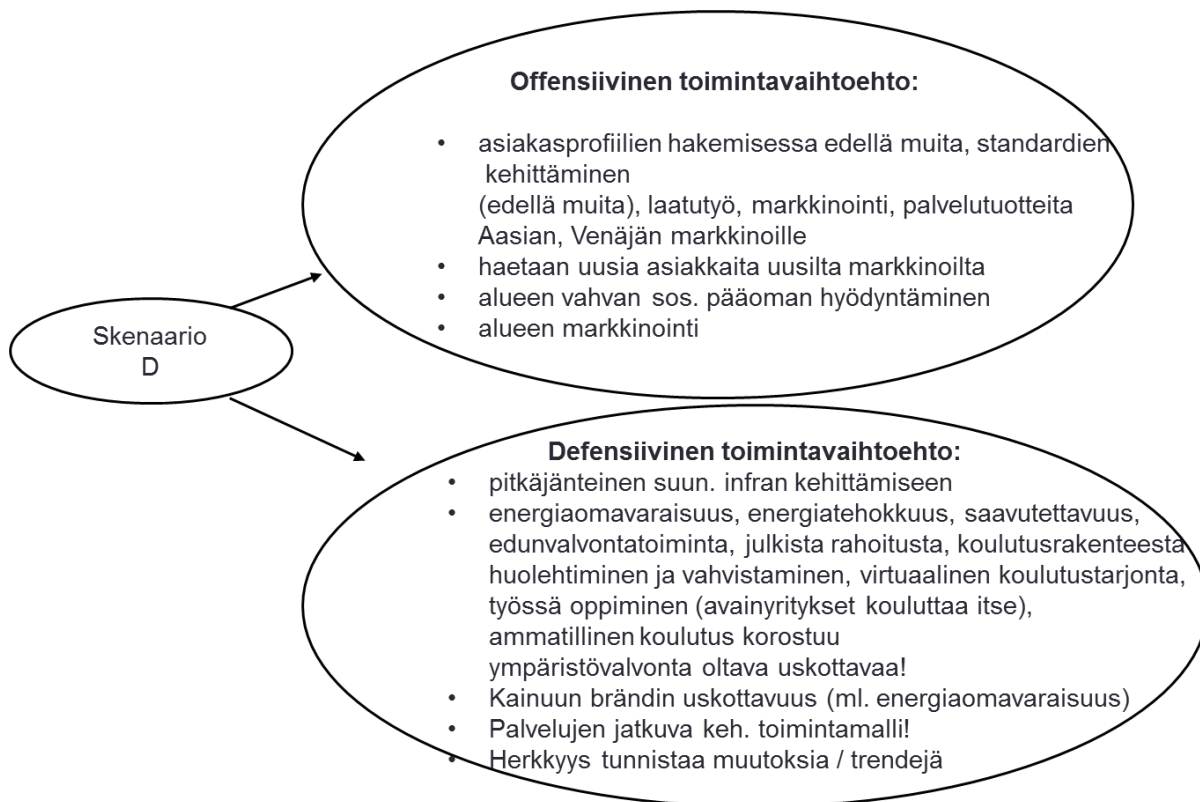 Offensiivinen toimintavaihtoehto:
• asiakasprofiilien hakemisessa edellä muita, standardien
kehittäminen
(edellä muita), laatutyö, markkinointi, palvelutuotteita
Aasian, Venäjän markkinoille
• haetaan uusia asiakkaita uusilta markkinoilta
• alueen vahvan sos. pääoman hyödyntäminen
• alueen markkinointi
Skenaario
D
Defensiivinen toimintavaihtoehto:
• pitkäjänteinen suun. infran kehittämiseen
• energiaomavaraisuus, energiatehokkuus, saavutettavuus,
edunvalvontatoiminta, julkista rahoitusta, koulutusrakenteesta
huolehtiminen ja vahvistaminen, virtuaalinen koulutustarjonta,
työssä oppiminen (avainyritykset kouluttaa itse),
ammatillinen koulutus korostuu
ympäristövalvonta oltava uskottavaa!
• Kainuun brändin uskottavuus (ml. energiaomavaraisuus)
• Palvelujen jatkuva keh. toimintamalli!
• Herkkyys tunnistaa muutoksia / trendejä